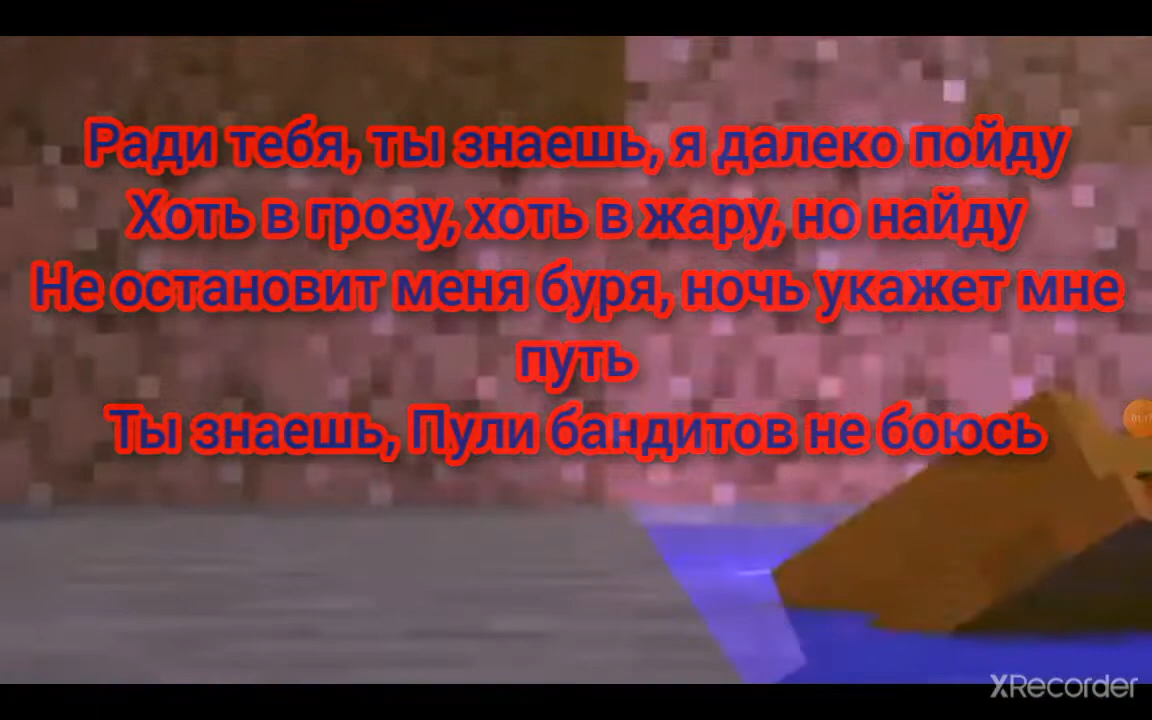 Ради тебя, ты знаешь, я далеко пойду
Хоть в грозу, хоть в жару, но найду
Не остановит меня буря, ночь укажет мне
путь
Ты знаешь, Пули бандитов не боюсь
XRecorder